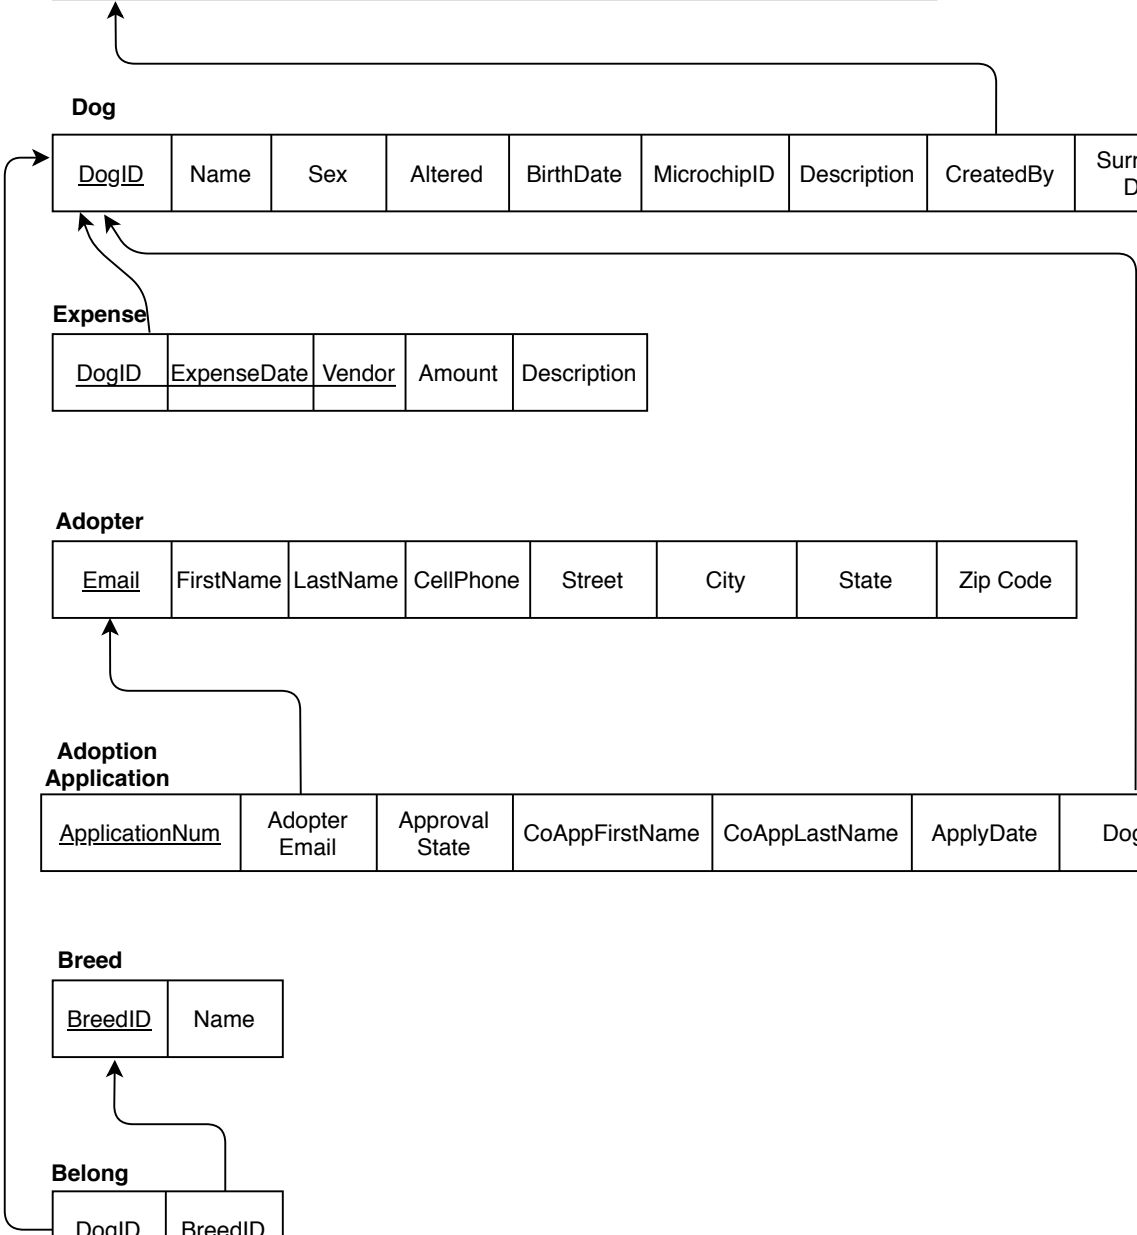 Dog
DogID Name Sex Altered BirthDate MicrochipID Description CreatedBy
Expense
DogID ExpenseDate Vendor Amount Description
Adopter
Email FirstName LastName CellPhone Street City State Zip Code
Adoption
Application
ApplicationNum Adopter Email Approval State CoAppFirstName CoAppLastName ApplyDate
Breed
BreedID Name
Belong
DogID BreedID